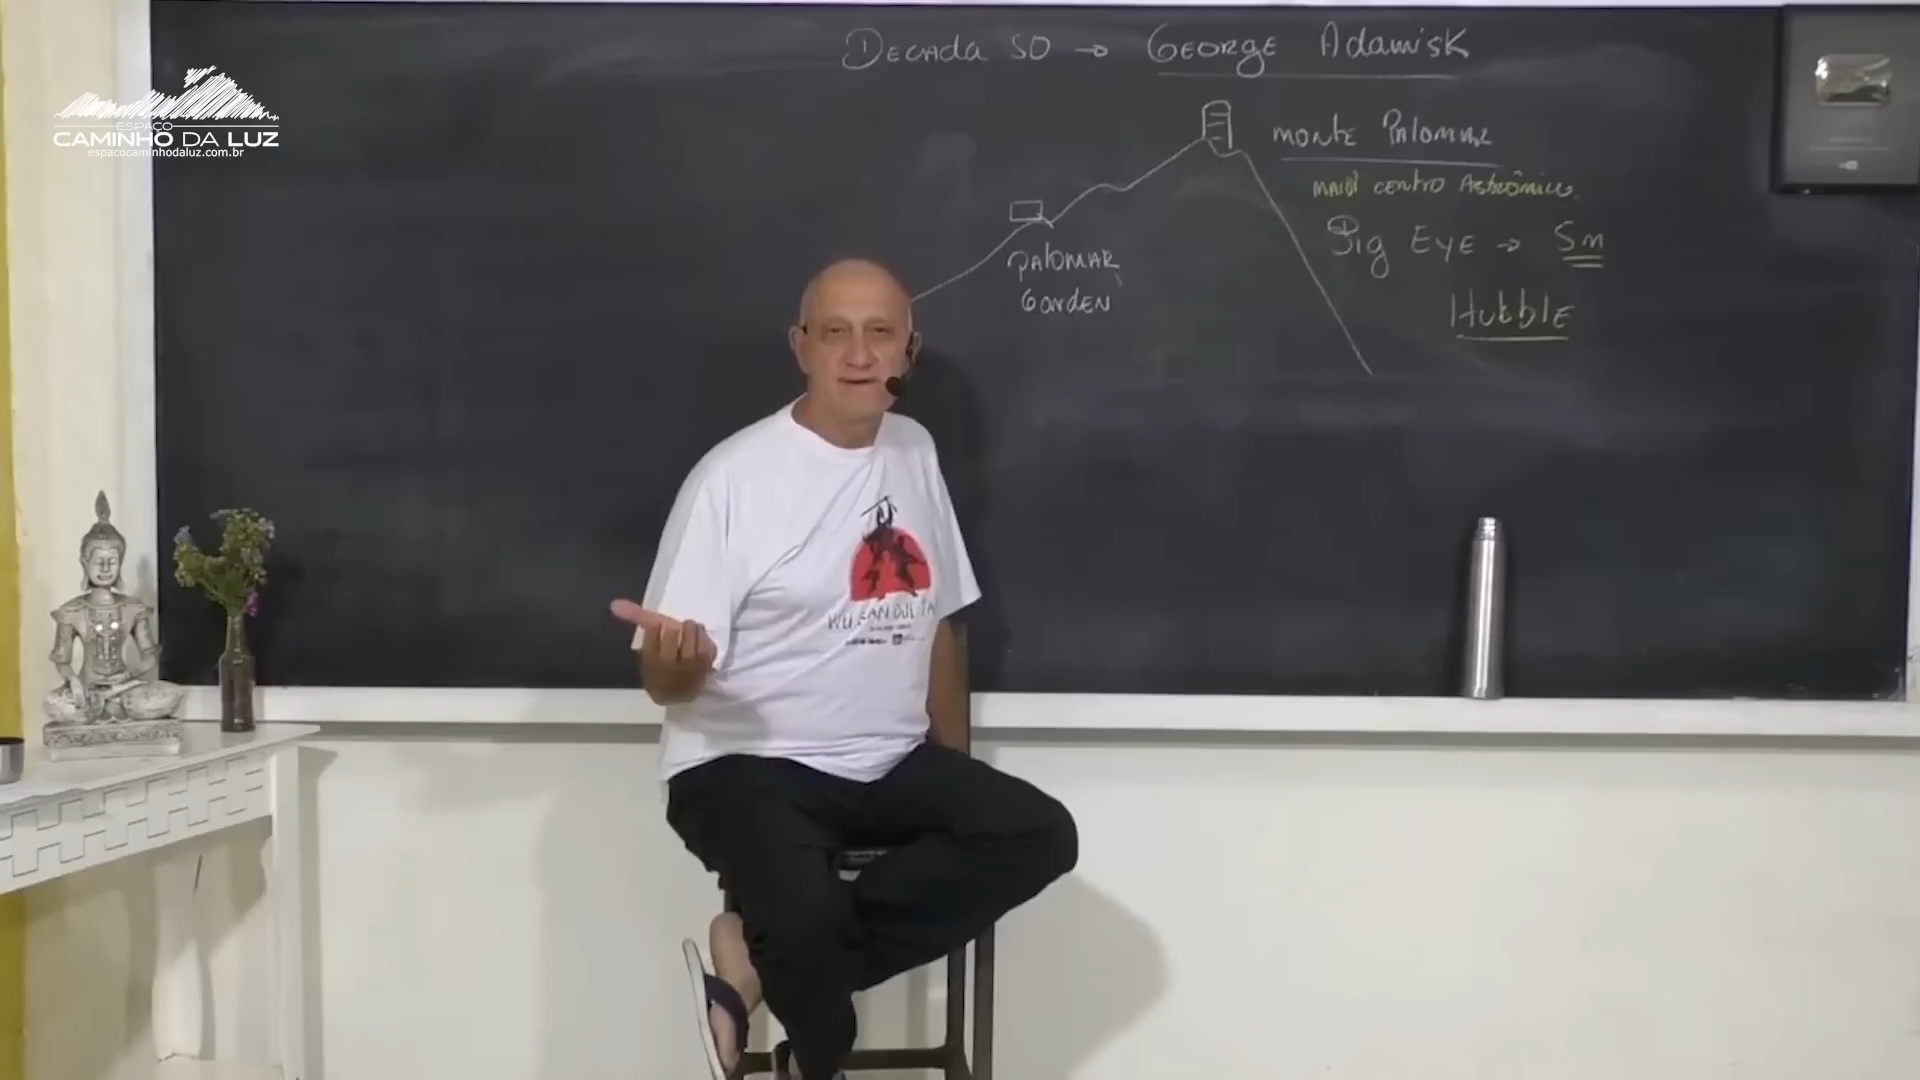 Decada 50 → George Adamisk
ESPAÇO
CAMINHO DA LUZ
espacocaminhodaluz.com.br
monte Palomar
maior centro Astronômico
Big Eye → 5m
Palomar
Garden
Hubble